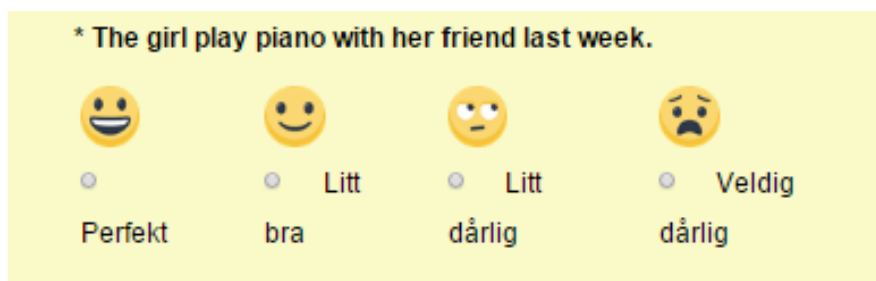 * The girl play piano with her friend last week.
Litt Litt Veldig
Perfekt bra dårlig dårlig